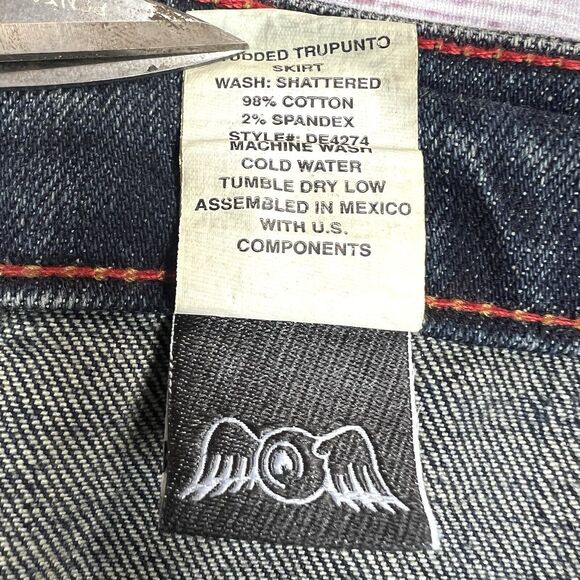 TRUPUNTO
SKIRT
WASH: SHATTERED
98% COTTON
2% SPANDEX
STYLE#: DE4274
MACHINE WASH
COLD WATER
TUMBLE DRY LOW
ASSEMBLED IN MEXICO
WITH U.S.
COMPONENTS